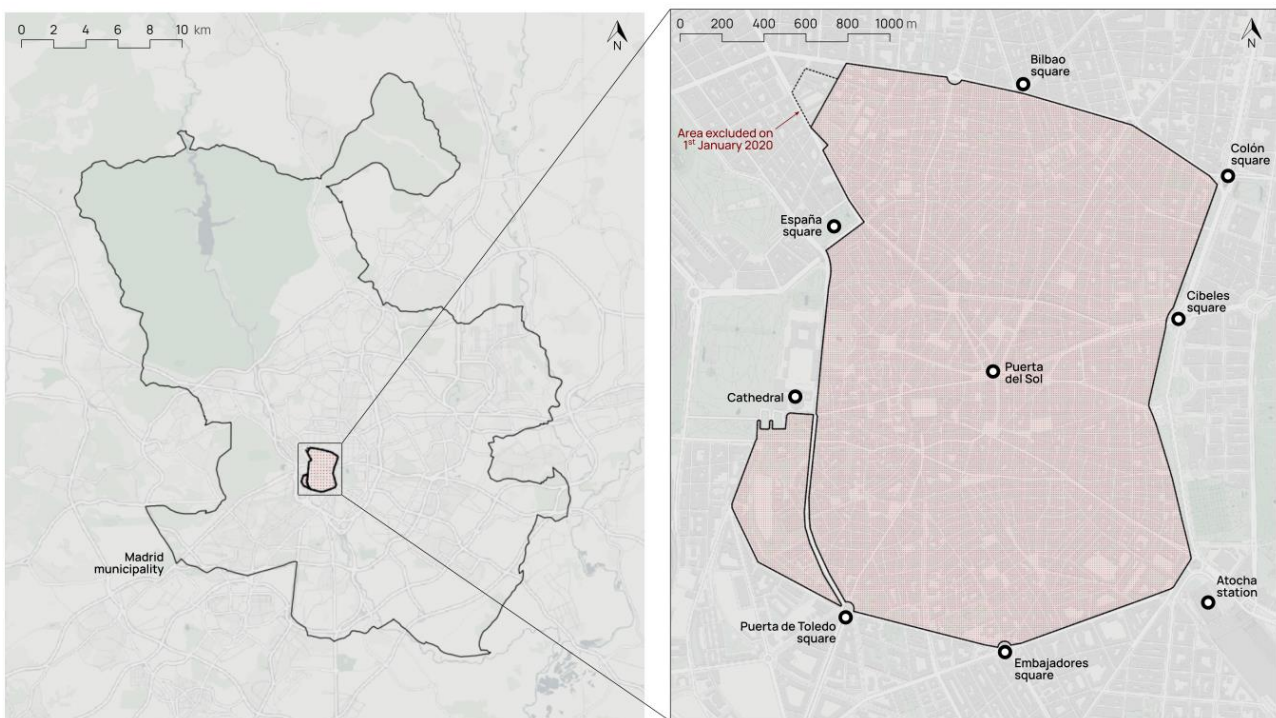 0 2 4 6 8 10 km
N
Madrid
municipality
0 200 400 600 800 1000 m
N
Bilbao
square
Area excluded on
1st January 2020
Colón
square
España
square
Cibeles
square
Puerta
del Sol
Cathedral
Atocha
station
Puerta de Toledo
square
Embajadores
square